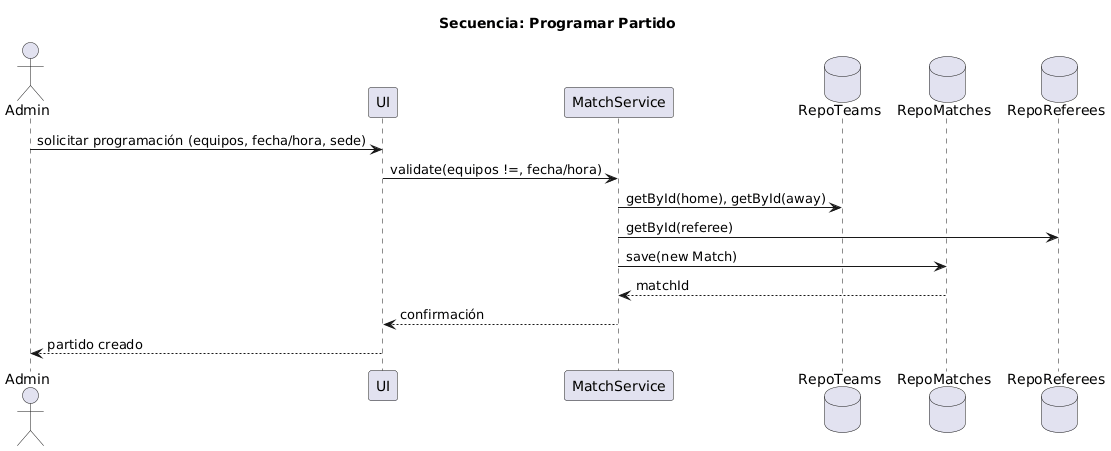 Secuencia: Programar Partido
Admin
UI
MatchService
RepoTeams
RepoMatches
RepoReferees
solicitar programación (equipos, fecha/hora, sede)
validate(equipos !=, fecha/hora)
getById(home), getById(away)
getById(referee)
save(new Match)
matchId
confirmación
partido creado
Admin
UI
MatchService
RepoTeams
RepoMatches
RepoReferees